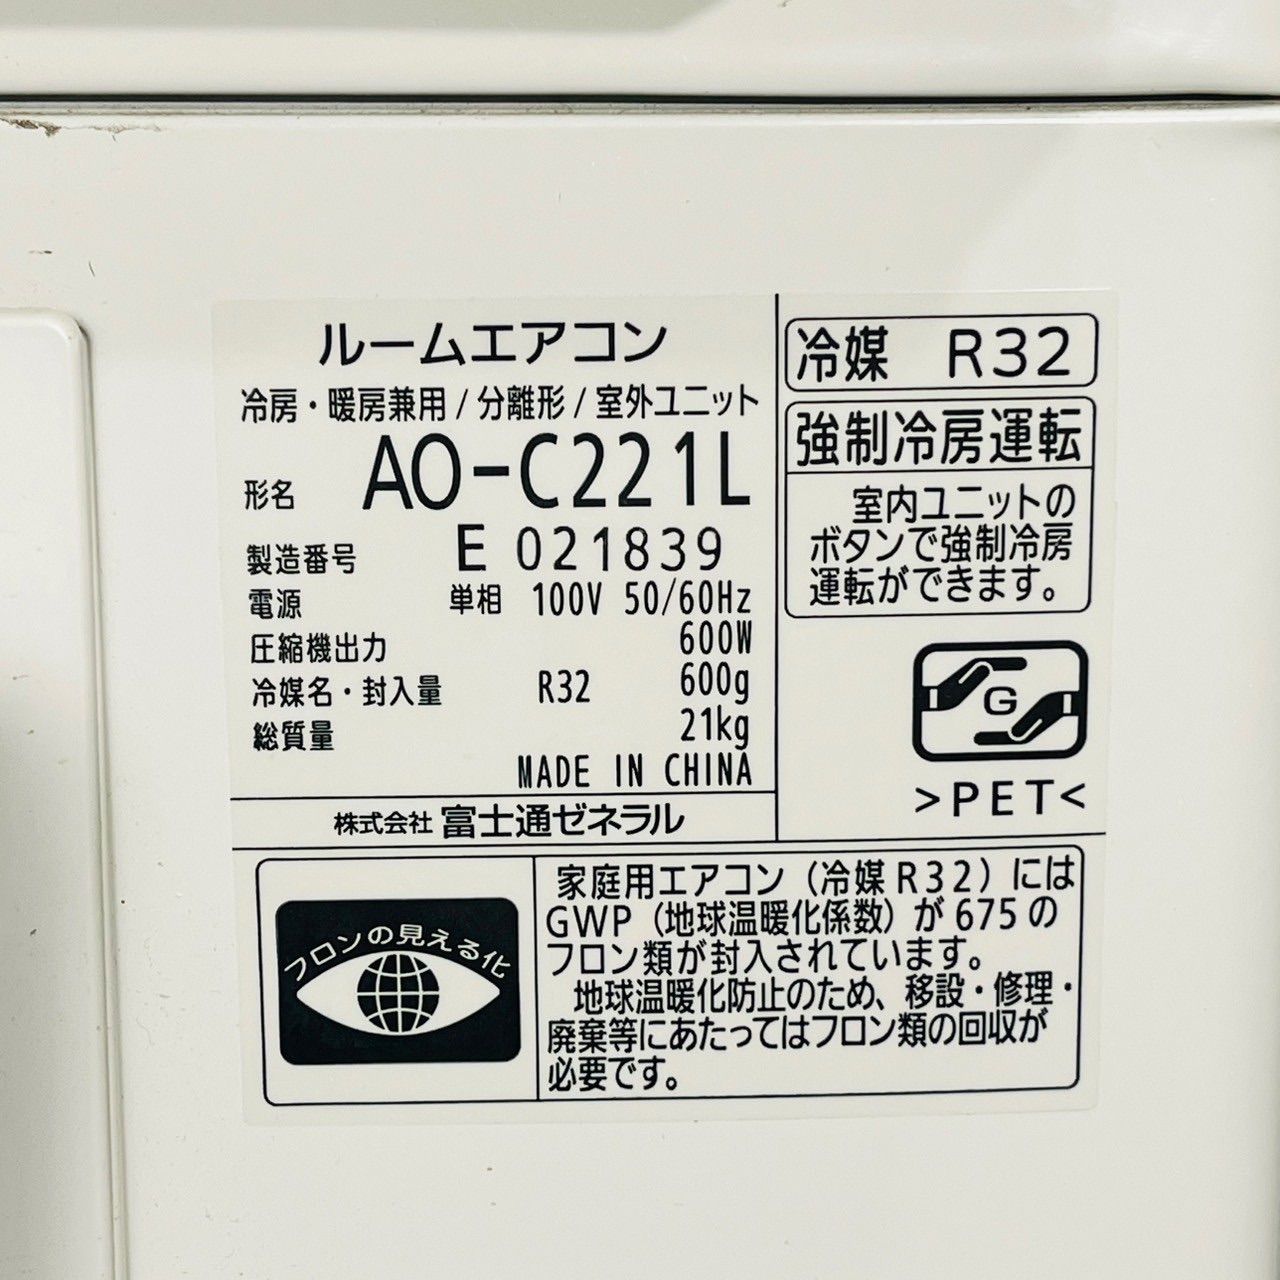 ルームエアコン
冷房・暖房兼用/分離形/室外ユニット
形名 AO-C221L
製造番号 E 021839
電源 単相 100V 50/60Hz
圧縮機出力 600W
冷媒名・封入量 R32 600g
総質量 21kg
MADE IN CHINA
株式会社 富士通ゼネラル
冷媒 R32
強制冷房運転
室内ユニットの
ボタンで強制冷房
運転ができます。
G
>PET<
フロンの見える化
家庭用エアコン（冷媒R32）には
GWP（地球温暖化係数）が675の
フロン類が封入されています。
地球温暖化防止のため、移設・修理・
廃棄等にあたってはフロン類の回収が
必要です。